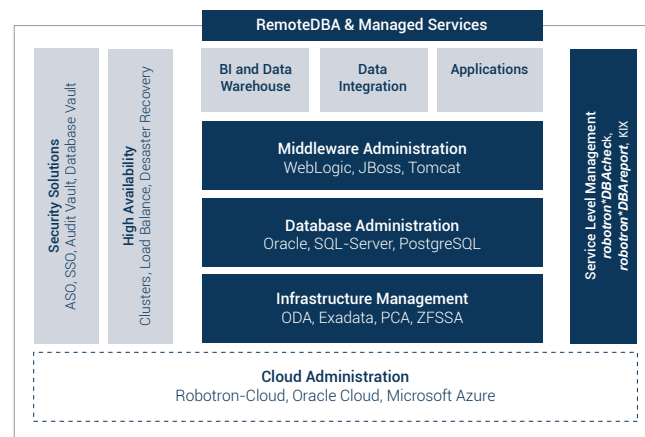 RemoteDBA & Managed Services
Security Solutions
ASO, SSO, Audit Vault, Database Vault
High Availability
Clusters, Load Balance, Desaster Recovery
BI and Data
Warehouse
Data
Integration
Applications
Middleware Administration
WebLogic, JBoss, Tomcat
Database Administration
Oracle, SQL-Server, PostgreSQL
Infrastructure Management
ODA, Exadata, PCA, ZFSSA
Service Level Management
robotron*DBAcheck,
robotron*DBAreport, KIX
Cloud Administration
Robotron-Cloud, Oracle Cloud, Microsoft Azure